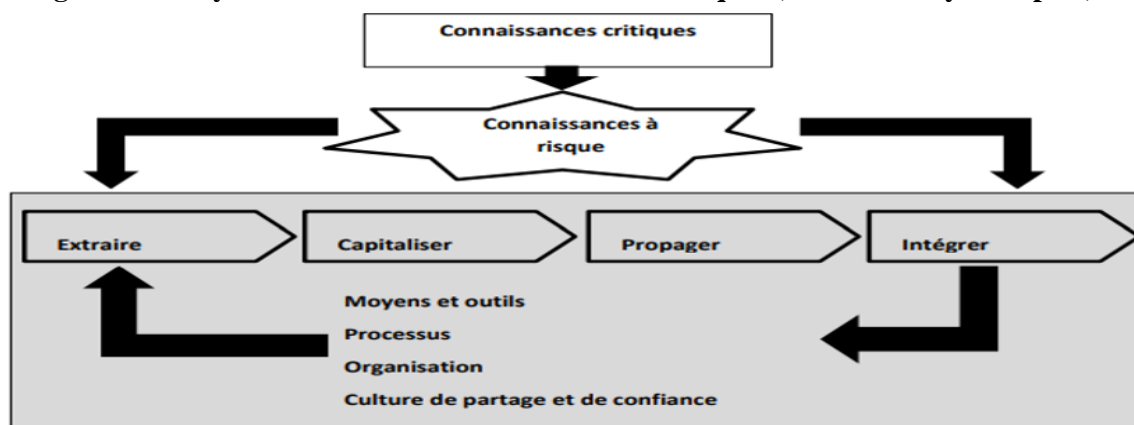 Connaissances critiques
Connaissances à
risque
Extraire
Capitaliser
Propager
Intégrer
Moyens et outils
Processus
Organisation
Culture de partage et de confiance